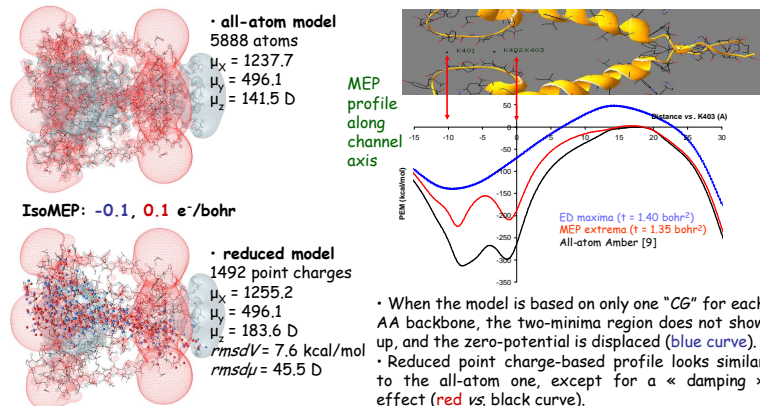 • all-atom model
5888 atoms
μX = 1237.7
μy = 496.1
μz = 141.5 D
IsoMEP: -0.1, 0.1 e-/bohr
• reduced model
1492 point charges
μX = 1255.2
μy = 496.1
μz = 183.6 D
rmsdV = 7.6 kcal/mol
rmsdμ = 45.5 D
K401
K402 K403
MEP
profile
along
channel
axis
Distance vs. K403 (A)
-15 -10 -5 0 5 10 15 20 25 30
50
0
-50
-100
-150
-200
-250
-300
-350
PEM (kcal/mol)
ED maxima (t = 1.40 bohr2)
MEP extrema (t = 1.35 bohr2)
All-atom Amber [9]
• When the model is based on only one “CG” for each
AA backbone, the two-minima region does not show
up, and the zero-potential is displaced (blue curve).
• Reduced point charge-based profile looks similar
to the all-atom one, except for a « damping »
effect (red vs. black curve).